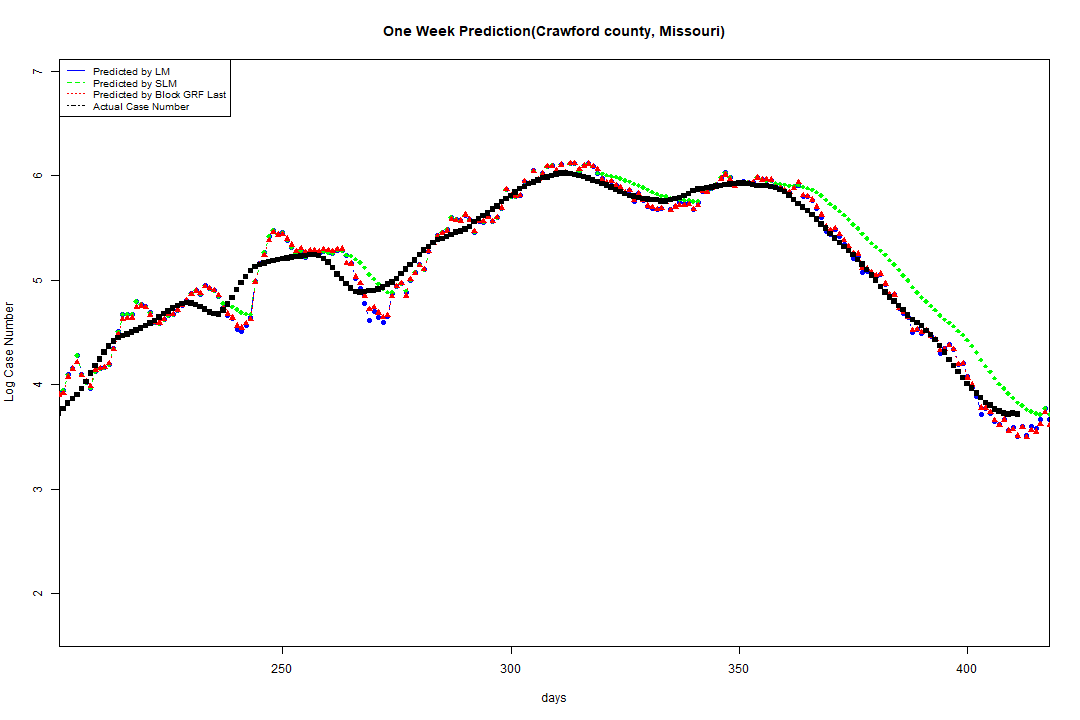 One Week Prediction(Crawford county, Missouri)
Predicted by LM
Predicted by SLM
Predicted by Block GRF Last
Actual Case Number
7
6
5
4
3
2
Log Case Number
250 300 350 400
days